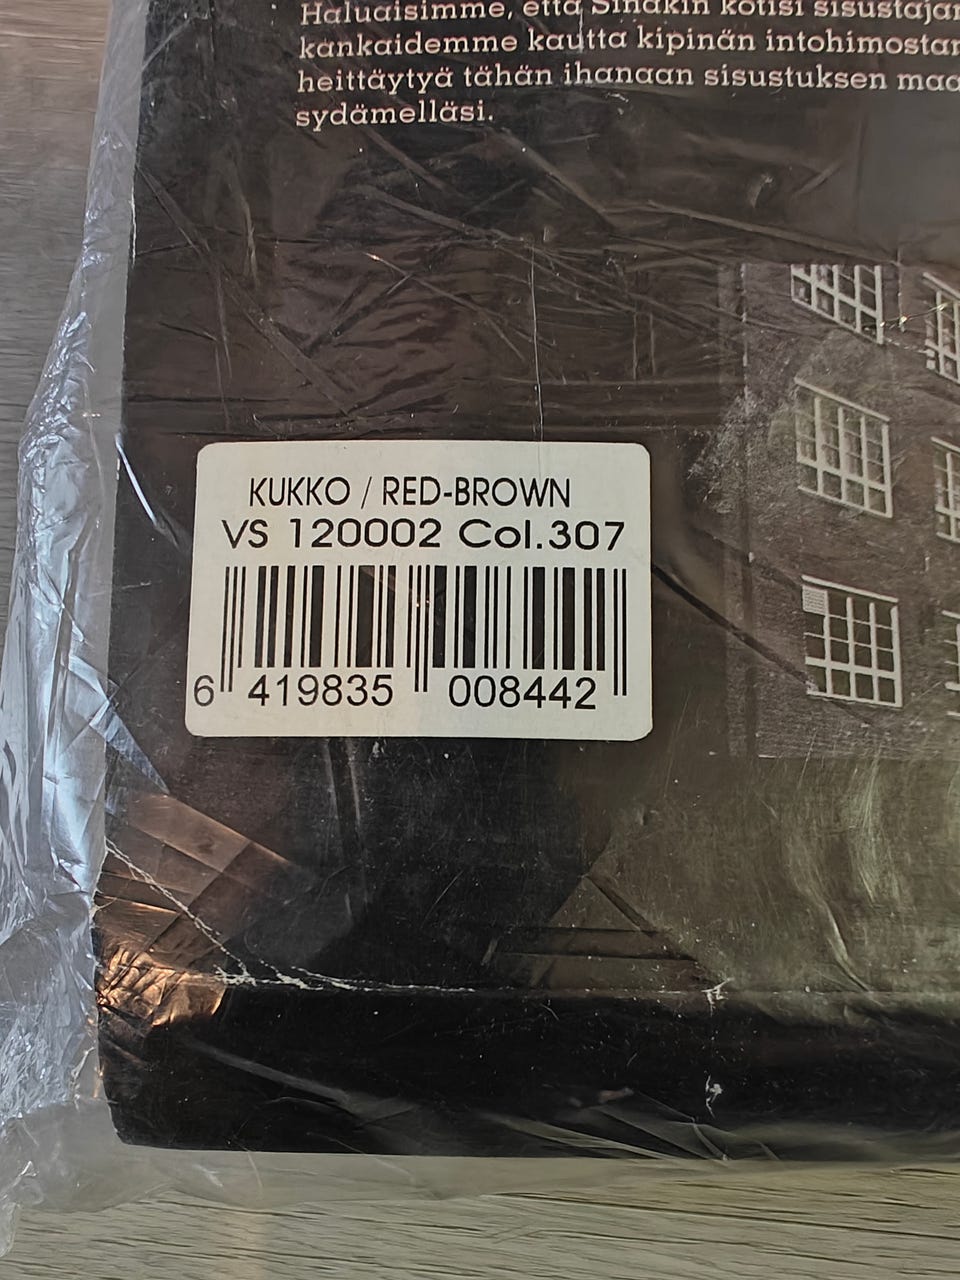 Haluaisimme, että Sinäkin kotisi sisustajan
kankaidemme kautta kipinän intohimostan
heittäytyä tähän ihanaan sisustuksen maa
sydämelläsi.
KUKKO / RED-BROWN
VS 120002 Col.307
6 419835 008442